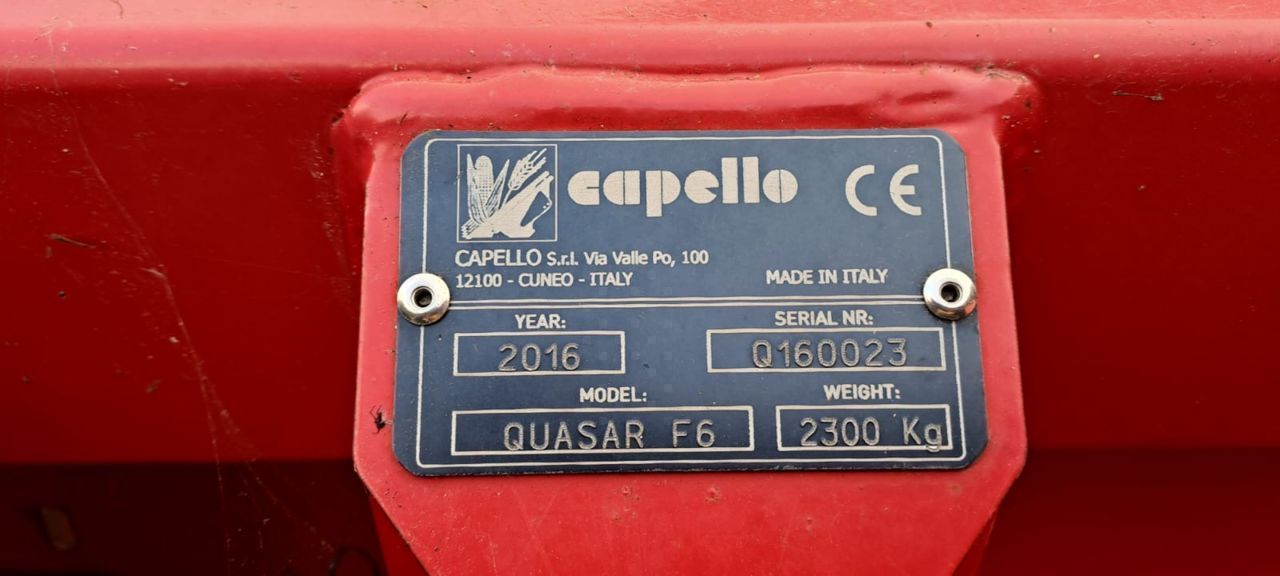 capello CE
CAPELLO S.r.l. Via Valle Po, 100
12100 - CUNEO - ITALY MADE IN ITALY
YEAR: SERIAL NR:
2016 Q160023
MODEL: WEIGHT:
QUASAR F6 2300 Kg